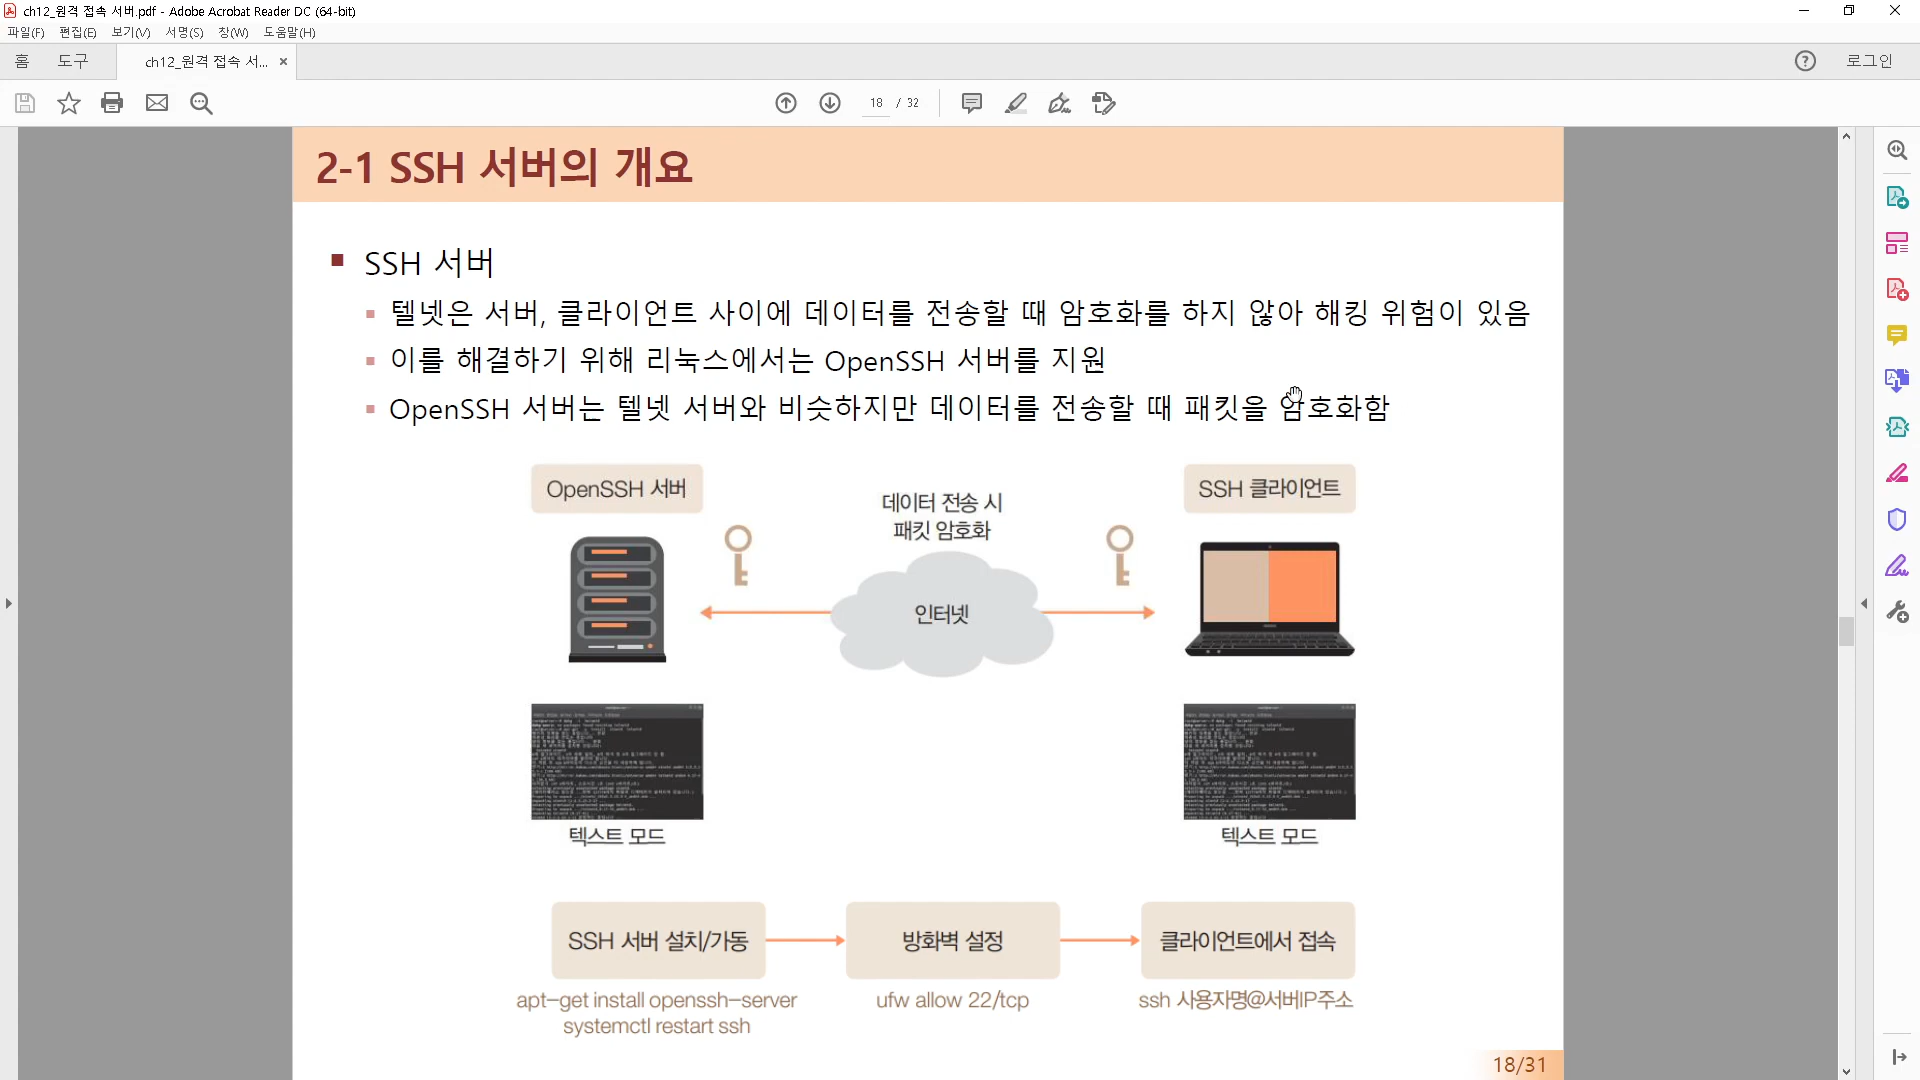 ch12_원격 접속 서버.pdf - Adobe Acrobat Reader DC (64-bit)
파일(F) 편집(E) 보기(V) 서명(S) 창(W) 도움말(H)
홈 도구 ch12_원격 접속 서... × 로그인
18 / 32
2-1 SSH 서버의 개요
SSH 서버
텔넷은 서버, 클라이언트 사이에 데이터를 전송할 때 암호화를 하지 않아 해킹 위험이 있음
이를 해결하기 위해 리눅스에서는 OpenSSH 서버를 지원
OpenSSH 서버는 텔넷 서버와 비슷하지만 데이터를 전송할 때 패킷을 암호화함
OpenSSH 서버
데이터 전송 시
패킷 암호화
SSH 클라이언트
인터넷
텍스트 모드
텍스트 모드
SSH 서버 설치/가동
방화벽 설정
클라이언트에서 접속
apt-get install openssh-server
systemctl restart ssh
ufw allow 22/tcp
ssh 사용자명@서버IP주소
18/31